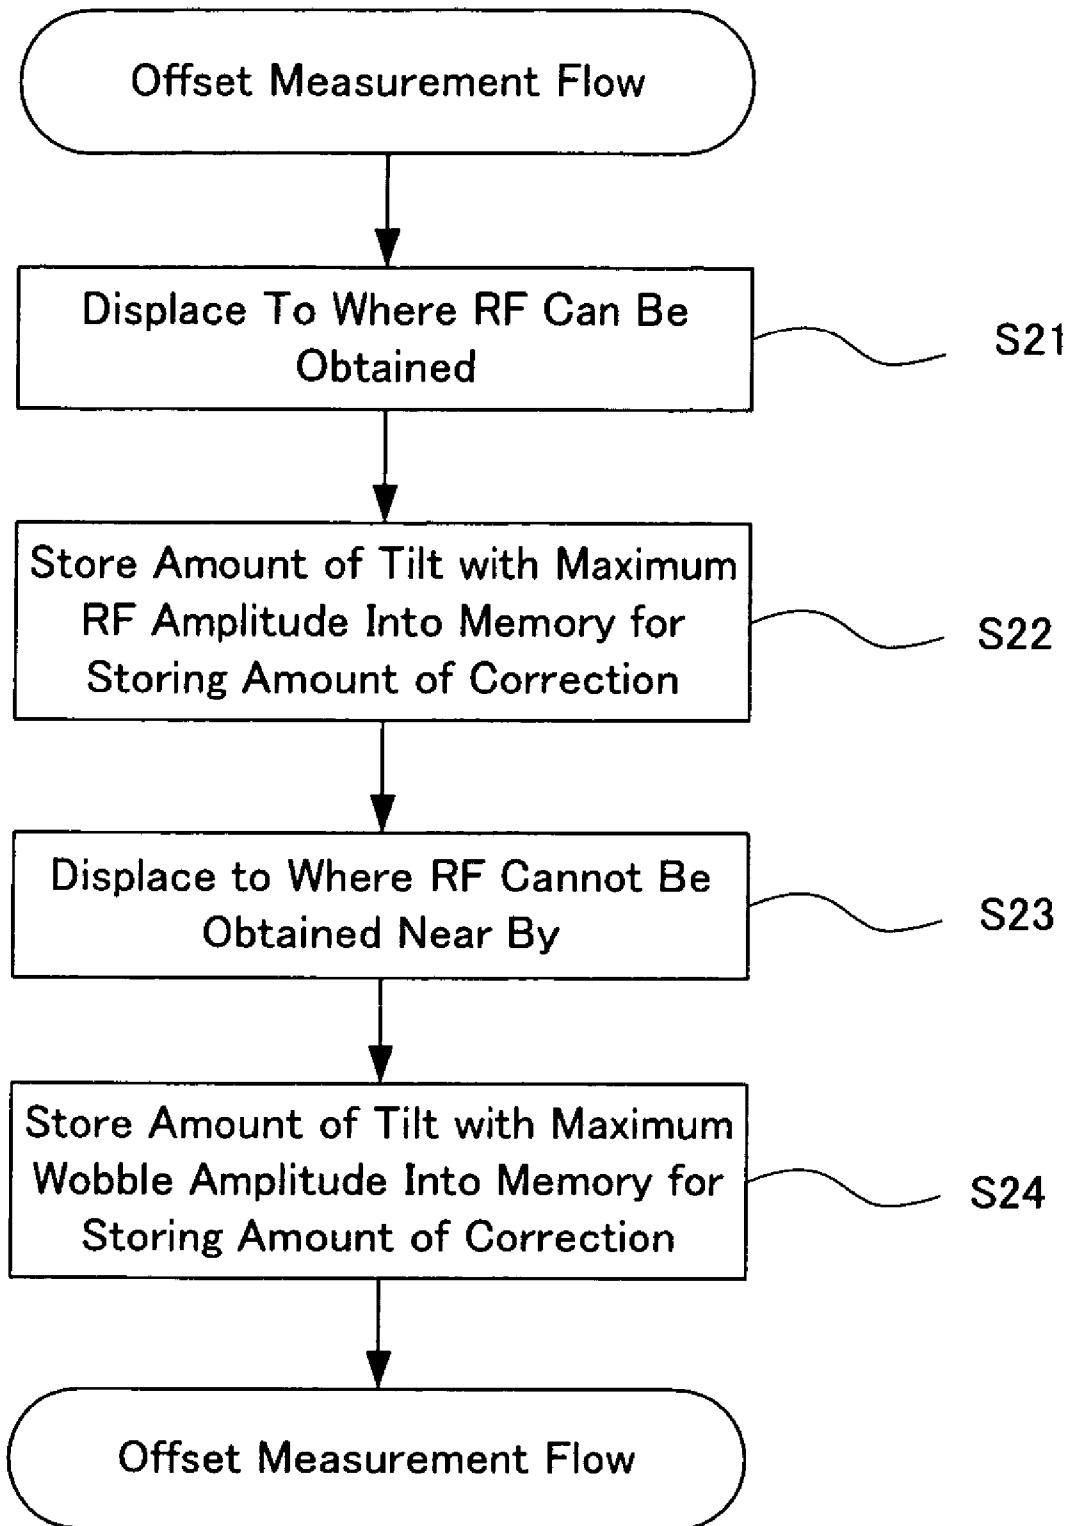 Offset Measurement Flow
Displace To Where RF Can Be
Obtained
S21
Store Amount of Tilt with Maximum
RF Amplitude Into Memory for
Storing Amount of Correction
S22
Displace to Where RF Cannot Be
Obtained Near By
S23
Store Amount of Tilt with Maximum
Wobble Amplitude Into Memory for
Storing Amount of Correction
S24
Offset Measurement Flow